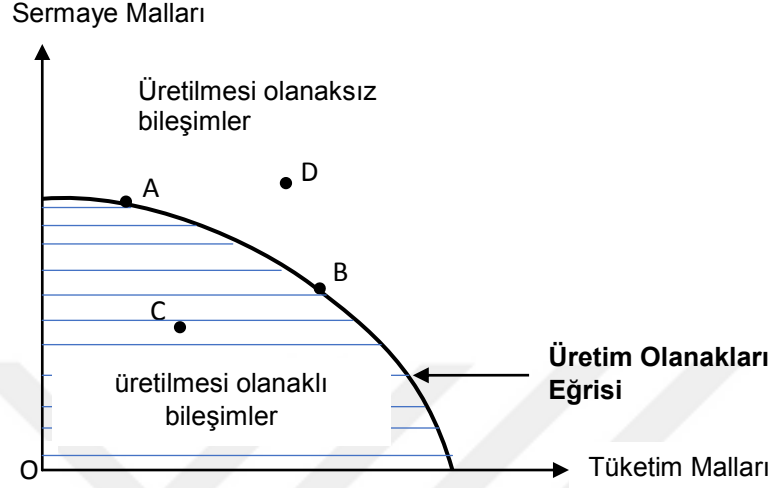 Sermaye Malları
Üretilmesi olanaksız
bileşimler
A
D
B
C
üretilmesi olanaklı
bileşimler
Üretim Olanakları
Eğrisi
O
Tüketim Malları